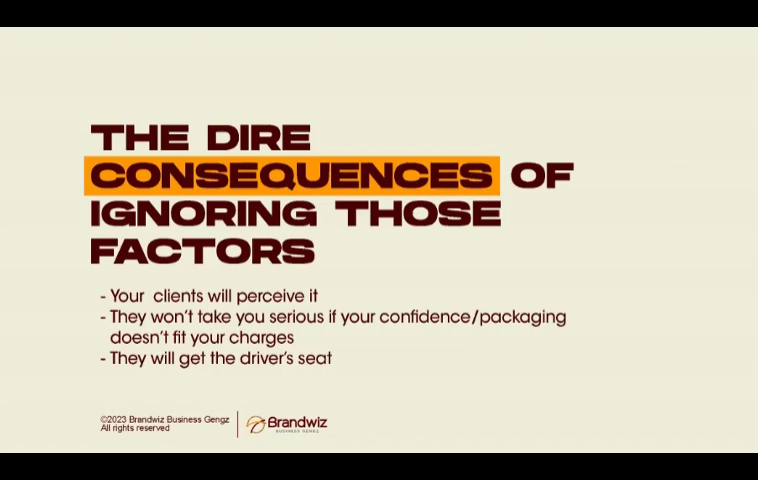 THE DIRE
CONSEQUENCES OF
IGNORING THOSE
FACTORS
- Your  clients will perceive it
- They won't take you serious if your confidence/packaging
doesn't fit your charges
- They will get the driver's seat
©2023 Brandwiz Business Gengz
All rights reserved
Brandwiz
BUSINESS GENGZ